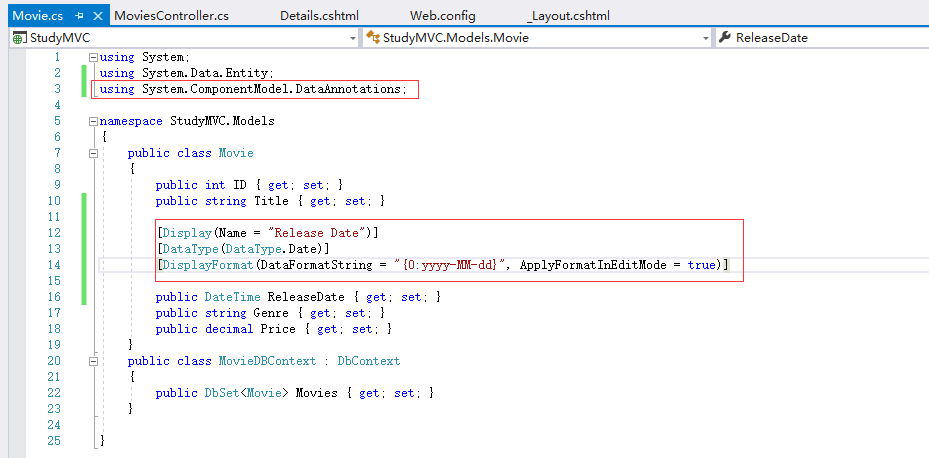 Movie.cs MoviesController.cs Details.cshtml Web.config _Layout.cshtml
StudyMVC StudyMVC.Models.Movie ReleaseDate
1 using System;
2 using System.Data.Entity;
3 using System.ComponentModel.DataAnnotations;
4
5 namespace StudyMVC.Models
6 {
7 public class Movie
8 {
9 public int ID { get; set; }
10 public string Title { get; set; }
11
12 [Display(Name = "Release Date")]
13 [DataType(DataType.Date)]
14 [DisplayFormat(DataFormatString = "{0:yyyy-MM-dd}", ApplyFormatInEditMode = true)]
15
16 public DateTime ReleaseDate { get; set; }
17 public string Genre { get; set; }
18 public decimal Price { get; set; }
19 }
20 public class MovieDBContext : DbContext
21 {
22 public DbSet<Movie> Movies { get; set; }
23 }
24
25 }